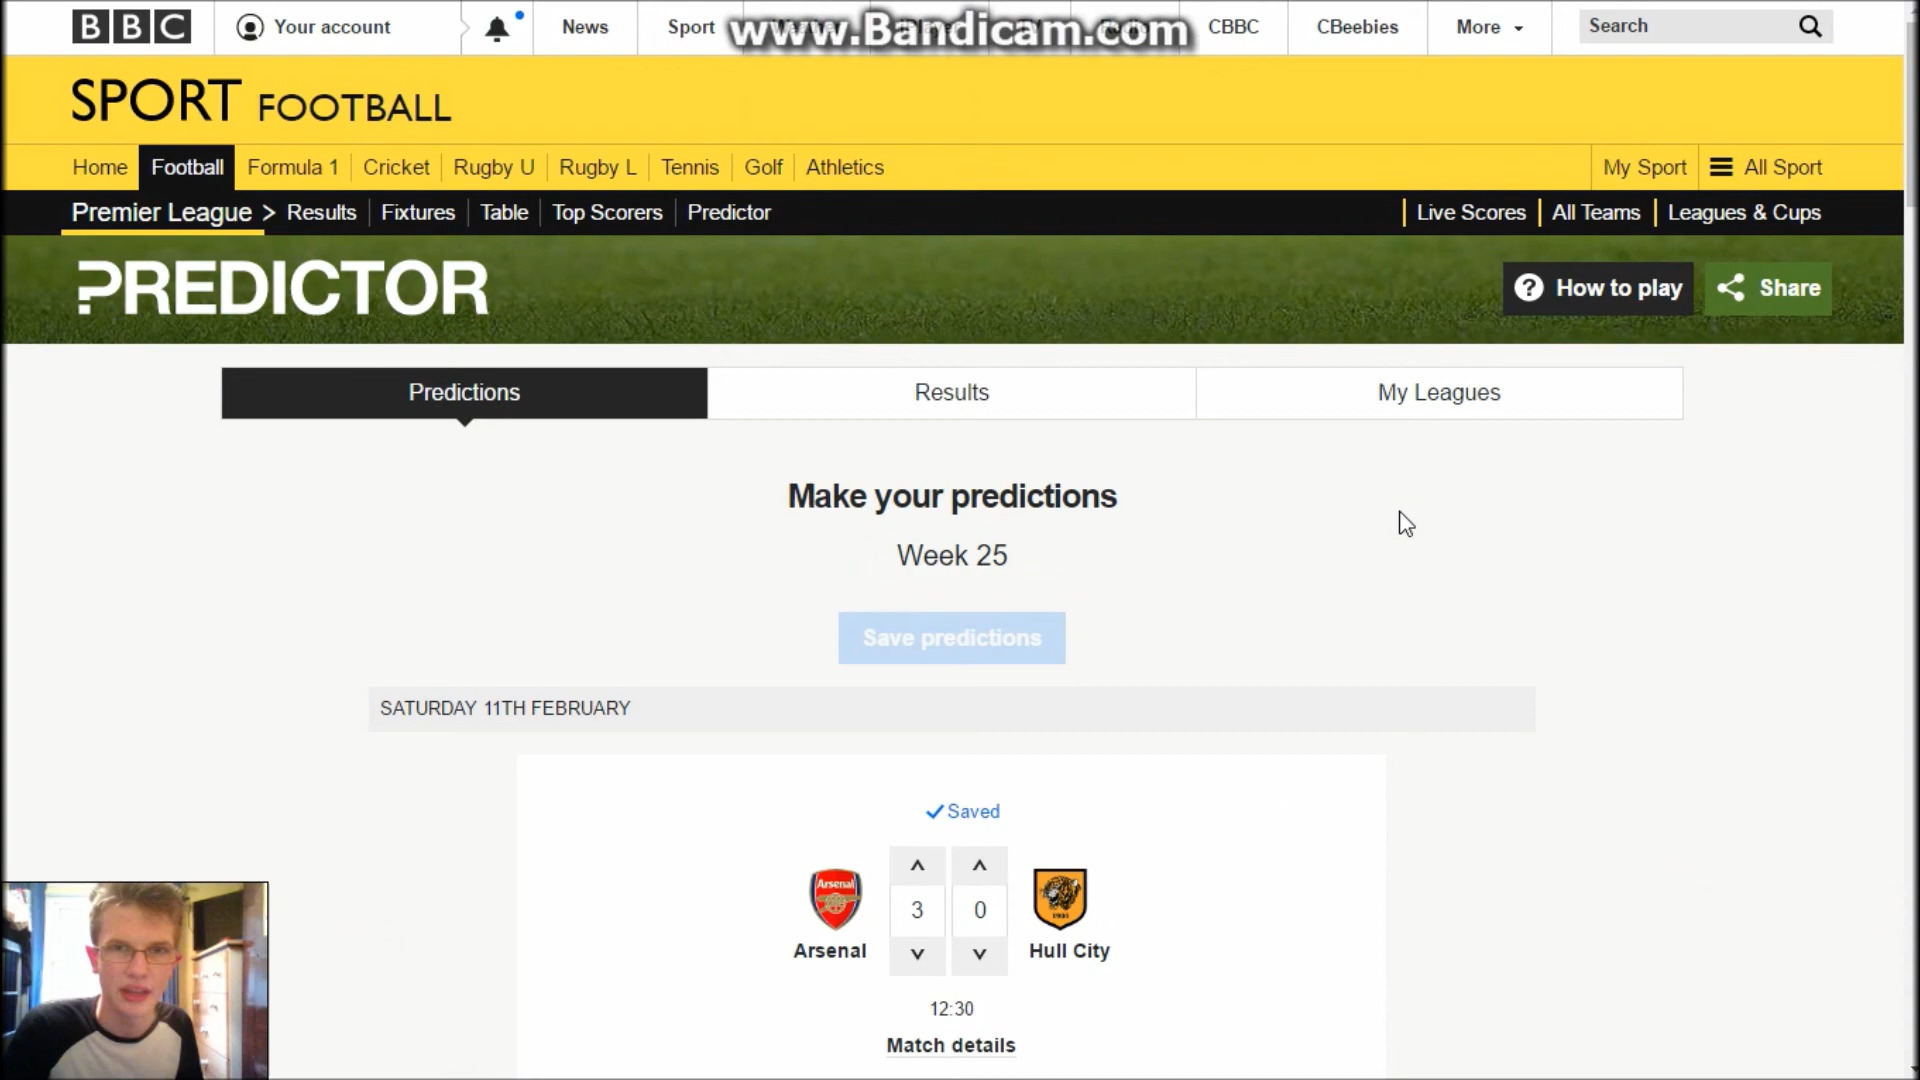 BBC Your account News Sport CBBC CBeebies More Search
www.Bandicam.com
SPORT FOOTBALL
Home Football Formula 1 Cricket Rugby U Rugby L Tennis Golf Athletics My Sport All Sport
Premier League > Results Fixtures Table Top Scorers Predictor Live Scores All Teams Leagues & Cups
PREDICTOR
? How to play Share
Predictions Results My Leagues
Make your predictions
Week 25
Save predictions
SATURDAY 11TH FEBRUARY
Saved
Arsenal
3 0
1904
Arsenal Hull City
12:30
Match details